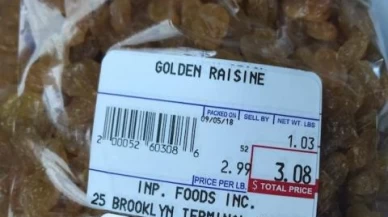 GOLDEN RAISINE
PACKED ON SELL BY NET WT. LBS
09/05/18 1.03
2 00052 60308 6
52
2.99 3.08
PRICE PER LB. $ TOTAL PRICE
INP. FOODS INC.
25 BROOKLYN TERMINAL